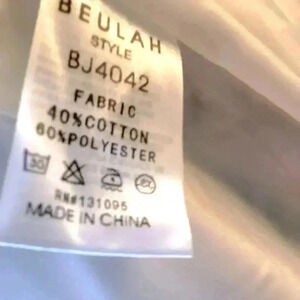 BEULAH
STYLE
BJ4042
FABRIC
40%COTTON
60%POLYESTER
RN#131095
MADE IN CHINA